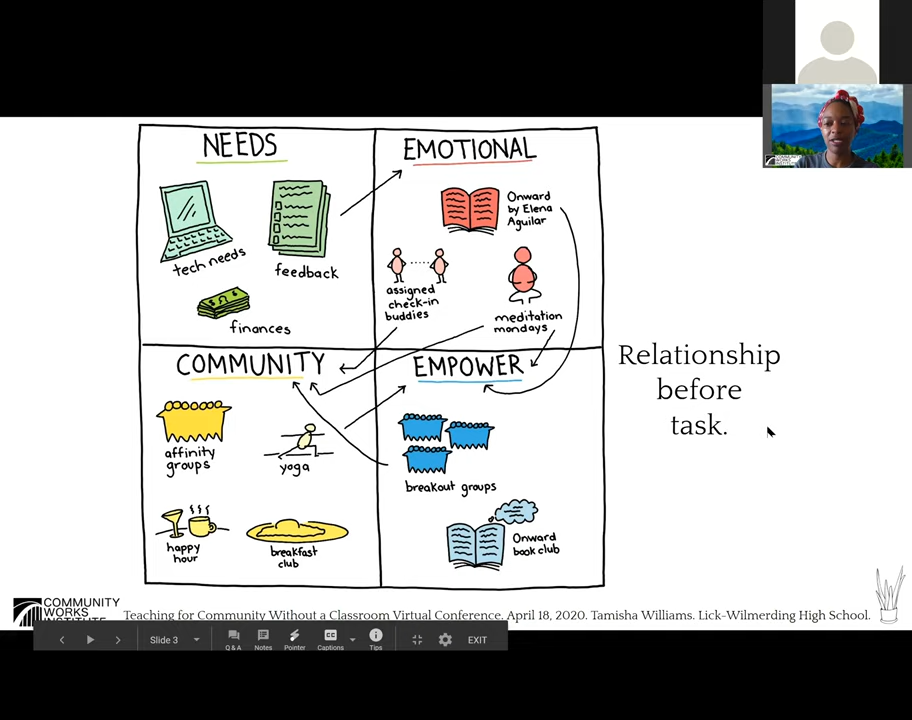 NEEDS
tech needs
feedback
finances
EMOTIONAL
Onward
by Elena
Aguilar
assigned
check-in
buddies
meditation
mondays
COMMUNITY
affinity
groups
yoga
happy
hour
breakfast
club
EMPOWER
breakout groups
Onward
book club
Relationship
before
task.
COMMUNITY
WORKS
INSTITUTE
Teaching for Community Without a Classroom Virtual Conference. April 18, 2020. Tamisha Williams. Lick-Wilmerding High School.
Slide 3
Q & A
Notes
Pointer
Captions
Tips
EXIT
COMMUNITY
WORKS
INSTITUTE